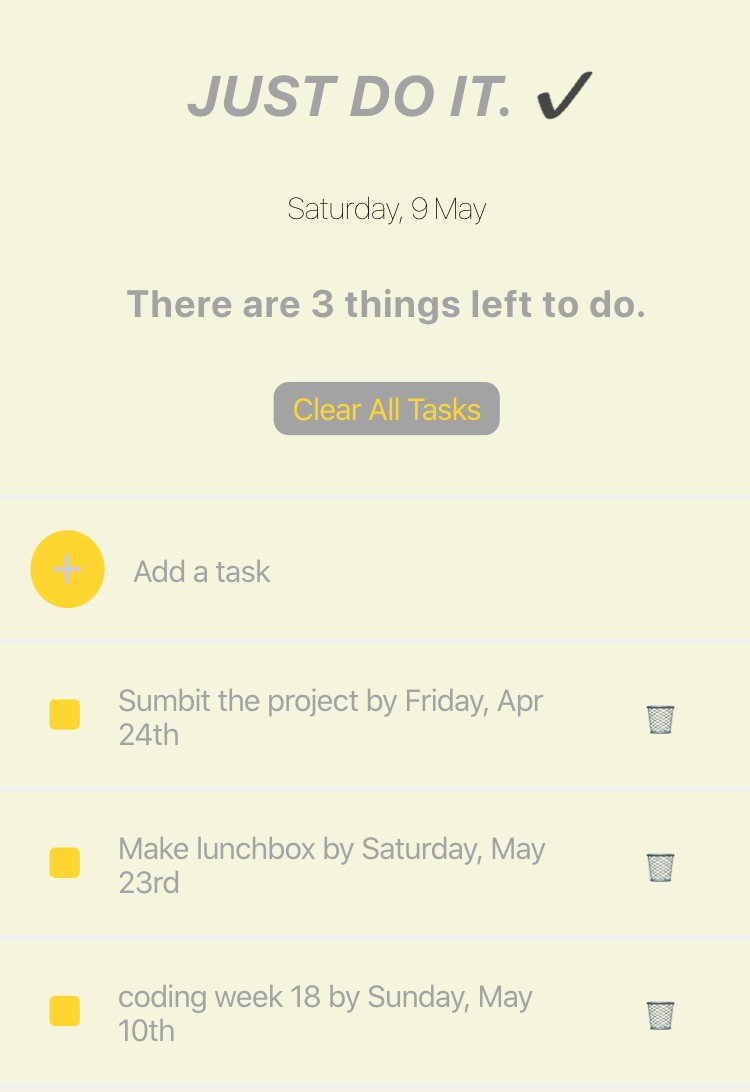 JUST DO IT. ✔
Saturday, 9 May
There are 3 things left to do.
Clear All Tasks
+
Add a task
Sumbit the project by Friday, Apr
24th
Make lunchbox by Saturday, May
23rd
coding week 18 by Sunday, May
10th